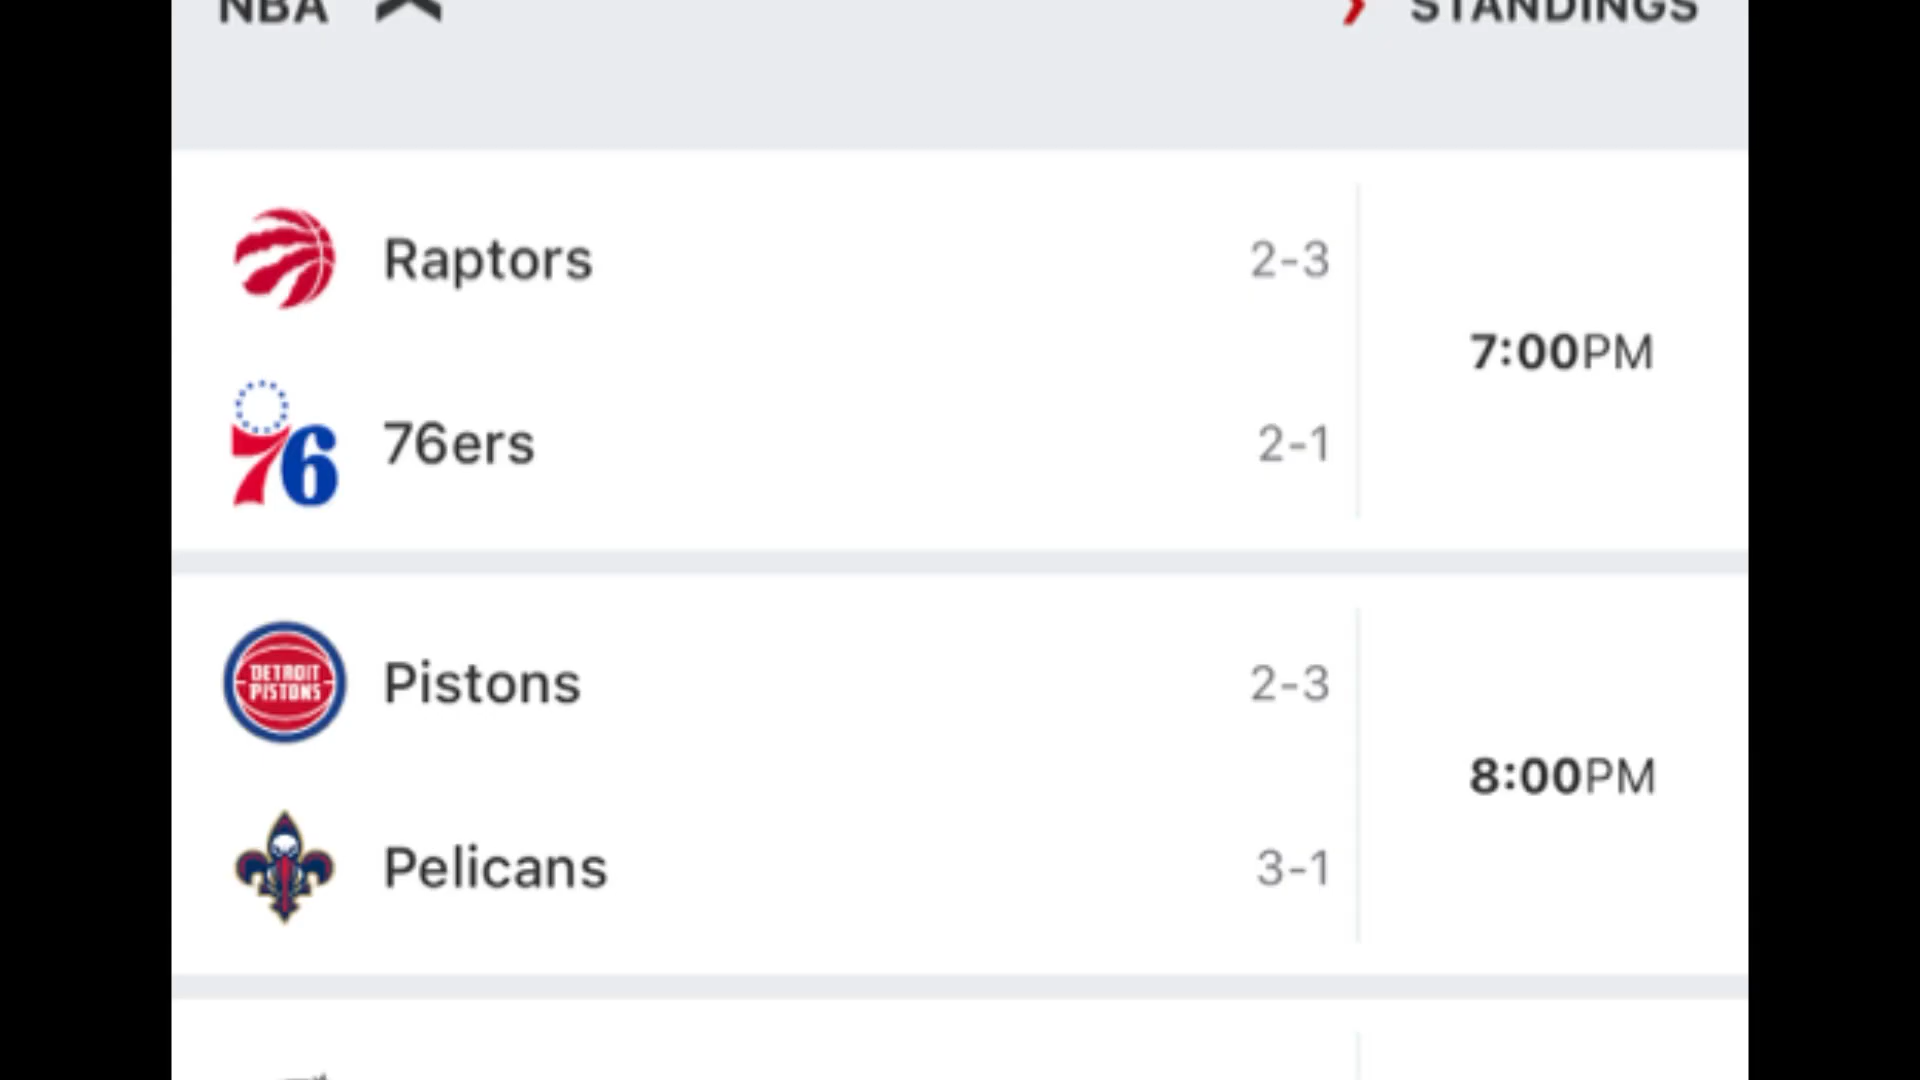 NBA STANDINGS
Raptors 2-3
7:00PM
76 76ers 2-1
DETROIT PISTONS Pistons 2-3
8:00PM
Pelicans 3-1